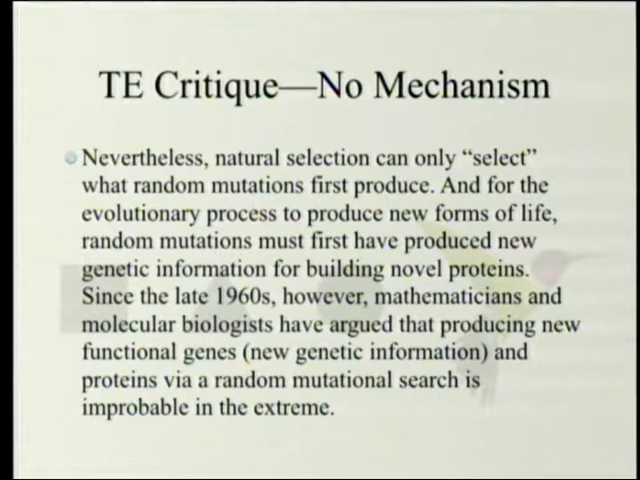 TE Critique—No Mechanism
Nevertheless, natural selection can only “select”
what random mutations first produce. And for the
evolutionary process to produce new forms of life,
random mutations must first have produced new
genetic information for building novel proteins.
Since the late 1960s, however, mathematicians and
molecular biologists have argued that producing new
functional genes (new genetic information) and
proteins via a random mutational search is
improbable in the extreme.